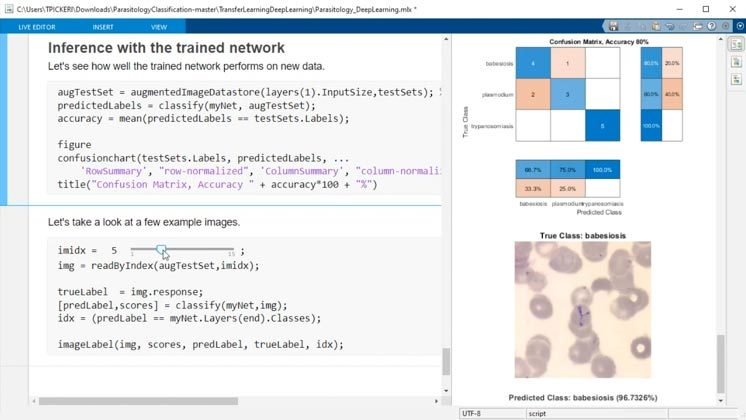 C:\Users\TPICKERI\Downloads\ParasitologyClassification-master\TransferLearningDeepLearning\Parasitology_DeepLearning.mlx *
LIVE EDITOR INSERT VIEW
Inference with the trained network
Let's see how well the trained network performs on new data.
augTestSet = augmentedImageDatastore(layers(1).InputSize,testSets); %
predictedLabels = classify(myNet, augTestSet);
accuracy = mean(predictedLabels == testSets.Labels);
figure
confusionchart(testSets.Labels, predictedLabels, ...
'RowSummary', "row-normalized", 'ColumnSummary', "column-normaliz
title("Confusion Matrix, Accuracy " + accuracy*100 + "%")
Let's take a look at a few example images.
imidx = 5 ;
1 15
img = readByIndex(augTestSet,imidx);
trueLabel = img.response;
[predLabel,scores] = classify(myNet,img);
idx = (predLabel == myNet.Layers(end).Classes);
imageLabel(img, scores, predLabel, trueLabel, idx);
Confusion Matrix, Accuracy 80%
True Class
babesiosis 4 1 80.0% 20.0%
plasmodium 2 3 60.0% 40.0%
trypanosomiasis 5 100.0%
66.7% 75.0% 100.0%
33.3% 25.0%
babesiosis plasmodium trypanosomiasis
Predicted Class
True Class: babesiosis
Predicted Class: babesiosis (96.7326%)
UTF-8 script